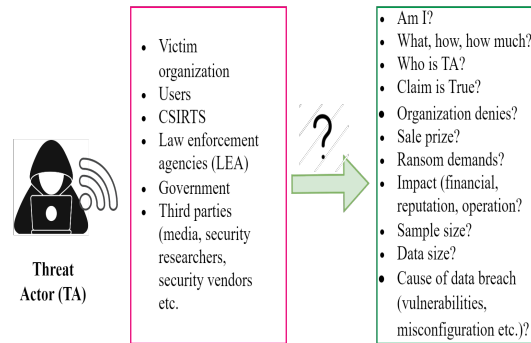 Threat
Actor (TA)
• Victim
organization
• Users
• CSIRTS
• Law enforcement
agencies (LEA)
• Government
• Third parties
(media, security
researchers,
security vendors
etc.
?
• Am I?
• What, how, how much?
• Who is TA?
• Claim is True?
• Organization denies?
• Sale prize?
• Ransom demands?
• Impact (financial,
reputation, operation?
• Sample size?
• Data size?
• Cause of data breach
(vulnerabilities,
misconfiguration etc.)?